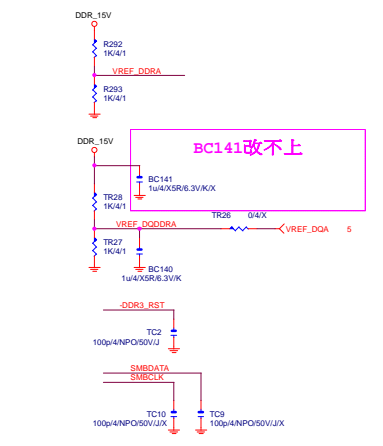 DDR_15V
R292
1K/4/1
VREF_DDRA
R293
1K/4/1
DDR_15V
BC141改不上
BC141
1u/4/X5R/6.3V/K/X
TR28
1K/4/1
TR26 0/4/X
VREF_DQDDRA
VREF_DQA 5
TR27
1K/4/1
BC140
1u/4/X5R/6.3V/K
-DDR3_RST
TC2
100p/4/NPO/50V/J
SMBDATA
SMBCLK
TC10
100p/4/NPO/50V/J/X
TC9
100p/4/NPO/50V/J/X